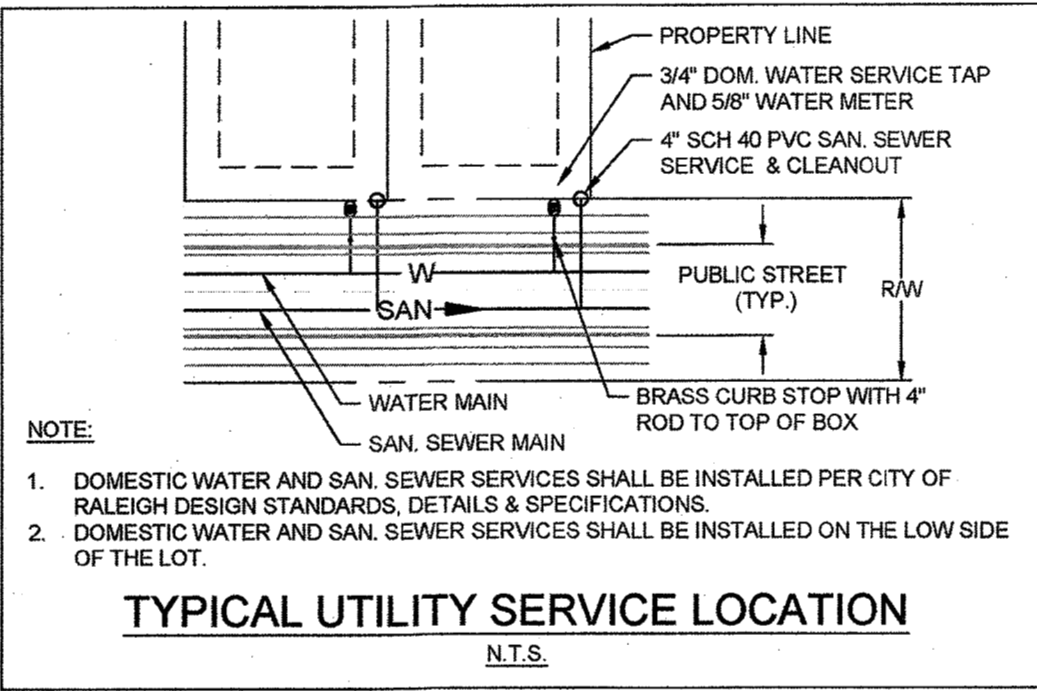 PROPERTY LINE
3/4" DOM. WATER SERVICE TAP
AND 5/8" WATER METER
4" SCH 40 PVC SAN. SEWER
SERVICE & CLEANOUT
W
SAN
PUBLIC STREET
(TYP.)
R/W
WATER MAIN
SAN. SEWER MAIN
BRASS CURB STOP WITH 4"
ROD TO TOP OF BOX
NOTE:
1. DOMESTIC WATER AND SAN. SEWER SERVICES SHALL BE INSTALLED PER CITY OF
RALEIGH DESIGN STANDARDS, DETAILS & SPECIFICATIONS.
2. DOMESTIC WATER AND SAN. SEWER SERVICES SHALL BE INSTALLED ON THE LOW SIDE
OF THE LOT.
TYPICAL UTILITY SERVICE LOCATION
N.T.S.